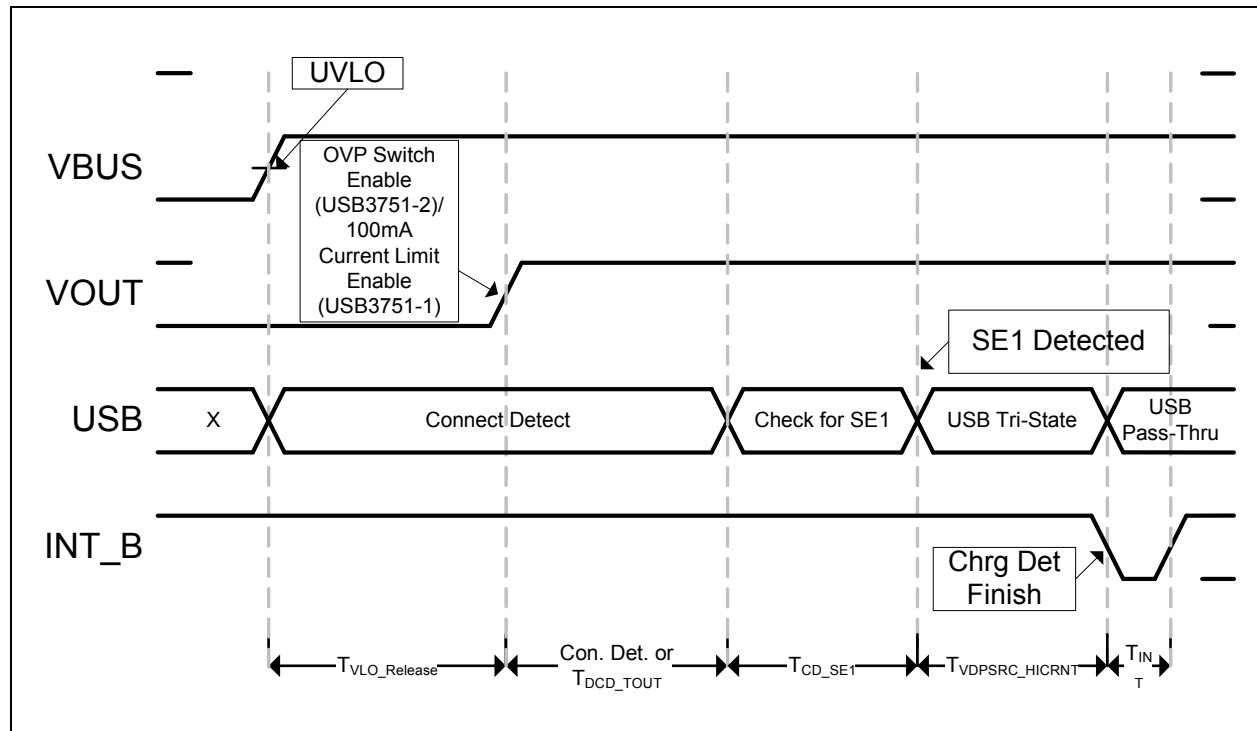 UVLO
VBUS
OVP Switch
Enable
(USB3751-2)/
100mA
Current Limit
Enable
(USB3751-1)
VOUT
SE1 Detected
USB
X
Connect Detect
Check for SE1
USB Tri-State
USB
Pass-Thru
INT_B
Chrg Det
Finish
TVLO_Release
Con. Det. or
TDCD_TOUT
TCD_SE1
TVDPSRC_HICRNT
TIN
T